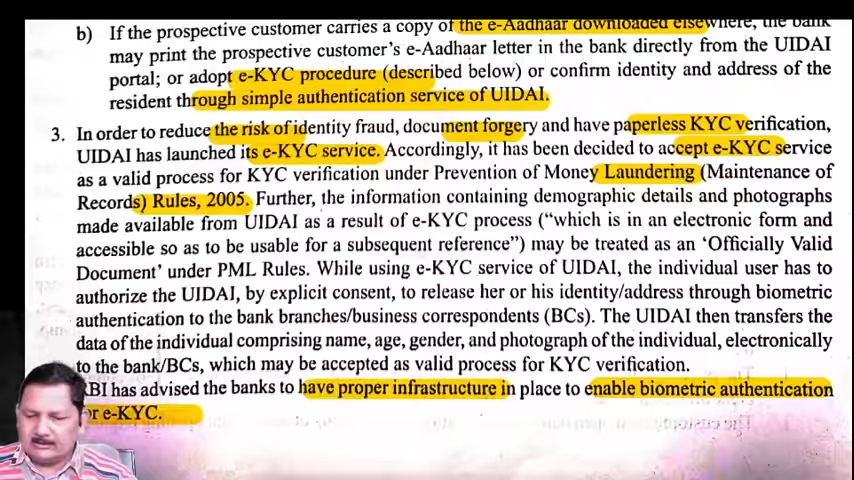 b) If the prospective customer carries a copy of the e-Aadhaar downloaded elsewhere, the bank
may print the prospective customer's e-Aadhaar letter in the bank directly from the UIDAI
portal; or adopt e-KYC procedure (described below) or confirm identity and address of the
resident through simple authentication service of UIDAI.
3. In order to reduce the risk of identity fraud, document forgery and have paperless KYC verification,
UIDAI has launched its e-KYC service. Accordingly, it has been decided to accept e-KYC service
as a valid process for KYC verification under Prevention of Money Laundering (Maintenance of
Records) Rules, 2005. Further, the information containing demographic details and photographs
made available from UIDAI as a result of e-KYC process ("which is in an electronic form and
accessible so as to be usable for a subsequent reference") may be treated as an 'Officially Valid
Document' under PML Rules. While using e-KYC service of UIDAI, the individual user has to
authorize the UIDAI, by explicit consent, to release her or his identity/address through biometric
authentication to the bank branches/business correspondents (BCs). The UIDAI then transfers the
data of the individual comprising name, age, gender, and photograph of the individual, electronically
to the bank/BCs, which may be accepted as valid process for KYC verification.
RBI has advised the banks to have proper infrastructure in place to enable biometric authentication
for e-KYC.